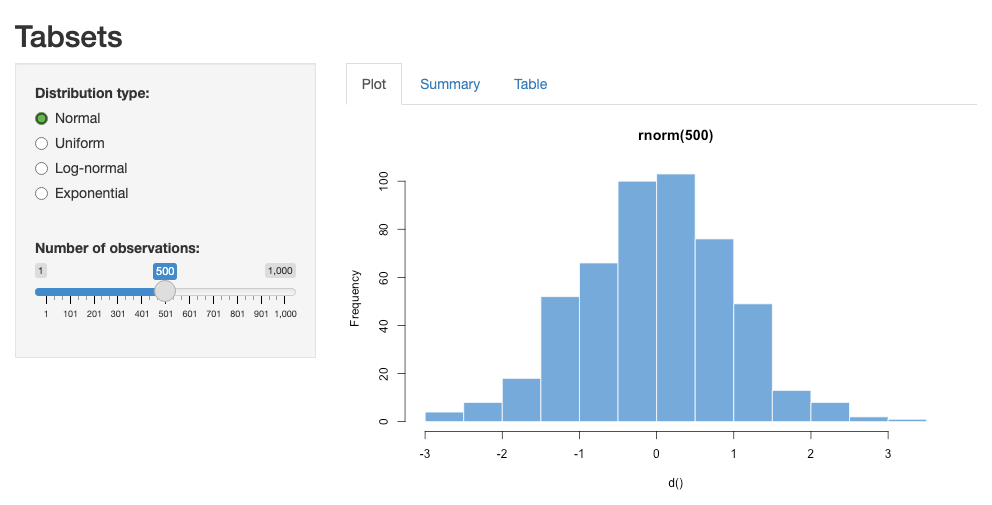 Tabsets
Distribution type:
Normal
Uniform
Log-normal
Exponential
Number of observations:
1 500 1,000
1 101 201 301 401 501 601 701 801 901 1,000
Plot Summary Table
rnorm(500)
Frequency
100
80
60
40
20
0
-3 -2 -1 0 1 2 3
d()